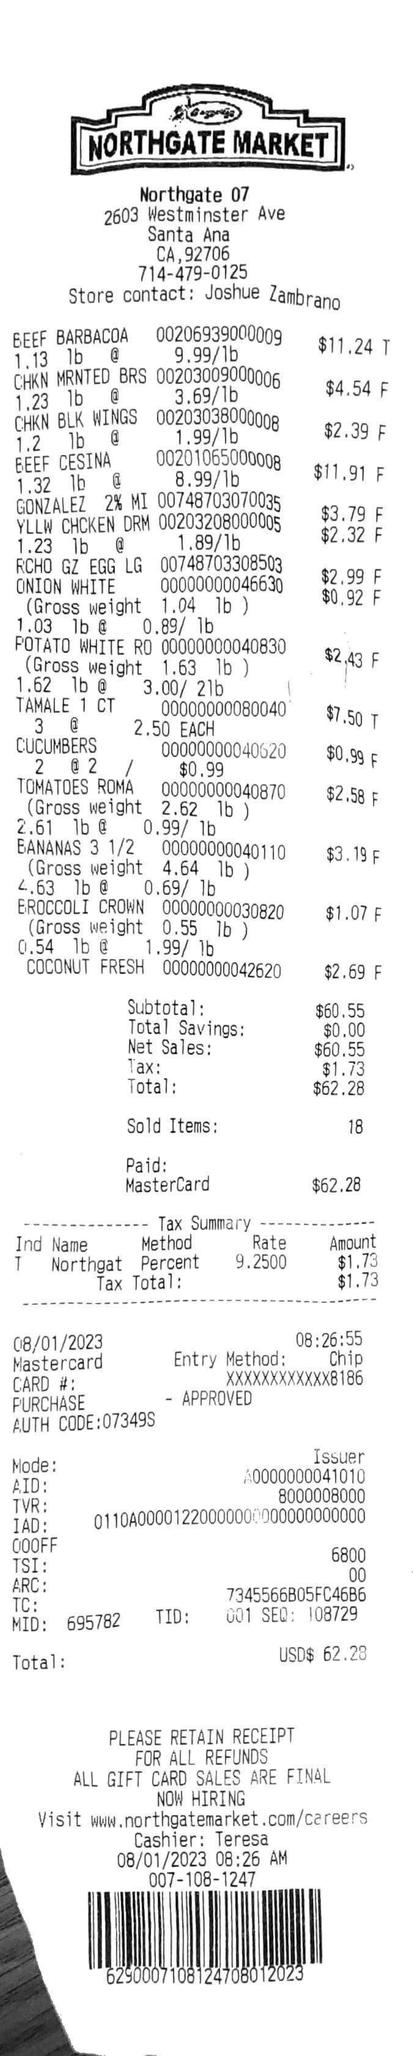 Gonzalez
NORTHGATE MARKET
Northgate 07
2603 Westminster Ave
Santa Ana
CA,92706
714-479-0125
Store contact: Joshue Zambrano
BEEF BARBACOA 00206939000009 $11.24 T
1.13 lb @ 9.99/lb
CHKN MRNTED BRS 00203009000006 $4.54 F
1.23 lb @ 3.69/lb
CHKN BLK WINGS 00203038000008 $2.39 F
1.2 lb @ 1.99/lb
BEEF CESINA 00201065000008 $11.91 F
1.32 lb @ 8.99/lb
GONZALEZ 2% MI 00748703070035 $3.79 F
YLLW CHCKEN DRM 00203208000005 $2.32 F
1.23 lb @ 1.89/lb
RCHO GZ EGG LG 00748703308503 $2.99 F
ONION WHITE 00000000046630 $0.92 F
(Gross weight 1.04 lb )
1.03 lb @ 0.89/ lb
POTATO WHITE RO 00000000040830 $2.43 F
(Gross weight 1.63 lb )
1.62 lb @ 3.00/ 2lb
TAMALE 1 CT 00000000080040 $7.50 T
3 @ 2.50 EACH
CUCUMBERS 00000000040620 $0.99 F
2 @ 2 / $0.99
TOMATOES ROMA 00000000040870 $2.58 F
(Gross weight 2.62 lb )
2.61 lb @ 0.99/ lb
BANANAS 3 1/2 00000000040110 $3.19 F
(Gross weight 4.64 lb )
4.63 lb @ 0.69/ lb
BROCCOLI CROWN 00000000030820 $1.07 F
(Gross weight 0.55 lb )
0.54 lb @ 1.99/ lb
COCONUT FRESH 00000000042620 $2.69 F
Subtotal: $60.55
Total Savings: $0.00
Net Sales: $60.55
Tax: $1.73
Total: $62.28
Sold Items: 18
Paid:
MasterCard $62.28
-------------- Tax Summary -------------
Ind Name Method Rate Amount
T Northgat Percent 9.2500 $1.73
Tax Total: $1.73
-------------------------------------------
08/01/2023 08:26:55
Mastercard Entry Method: Chip
CARD #: XXXXXXXXXXXX8186
PURCHASE - APPROVED
AUTH CODE:07349S
Mode: Issuer
AID: A0000000041010
TVR: 8000008000
IAD: 0110A00001220000000000000000000000
000FF
TSI: 6800
ARC: 00
TC: 7345566B05FC46B6
MID: 695782 TID: 001 SEQ: 108729
Total: USD$ 62.28
PLEASE RETAIN RECEIPT
FOR ALL REFUNDS
ALL GIFT CARD SALES ARE FINAL
NOW HIRING
Visit www.northgatemarket.com/careers
Cashier: Teresa
08/01/2023 08:26 AM
007-108-1247
62900071081247080​12023